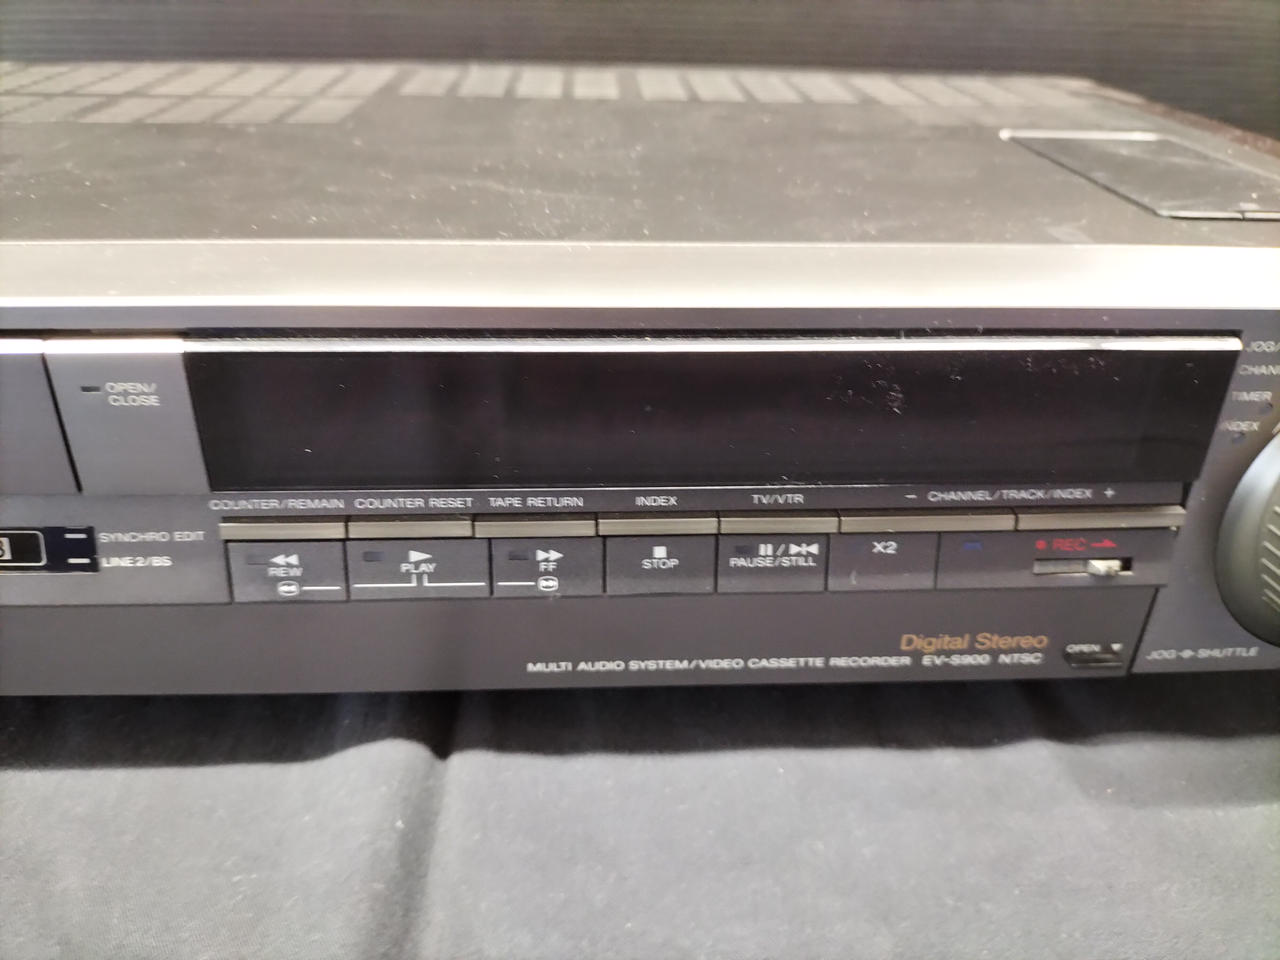 JOG/
OPEN/
CLOSE
CHAN
TIMER
INDEX
COUNTER/REMAIN COUNTER RESET TAPE RETURN INDEX TV/VTR − CHANNEL/TRACK/INDEX +
SYNCHRO EDIT
LINE2/BS
REW
PLAY
FF
STOP
PAUSE/STILL
X2
REC
Digital Stereo
MULTI AUDIO SYSTEM/VIDEO CASSETTE RECORDER EV-S900 NTSC
OPEN
JOG SHUTTLE